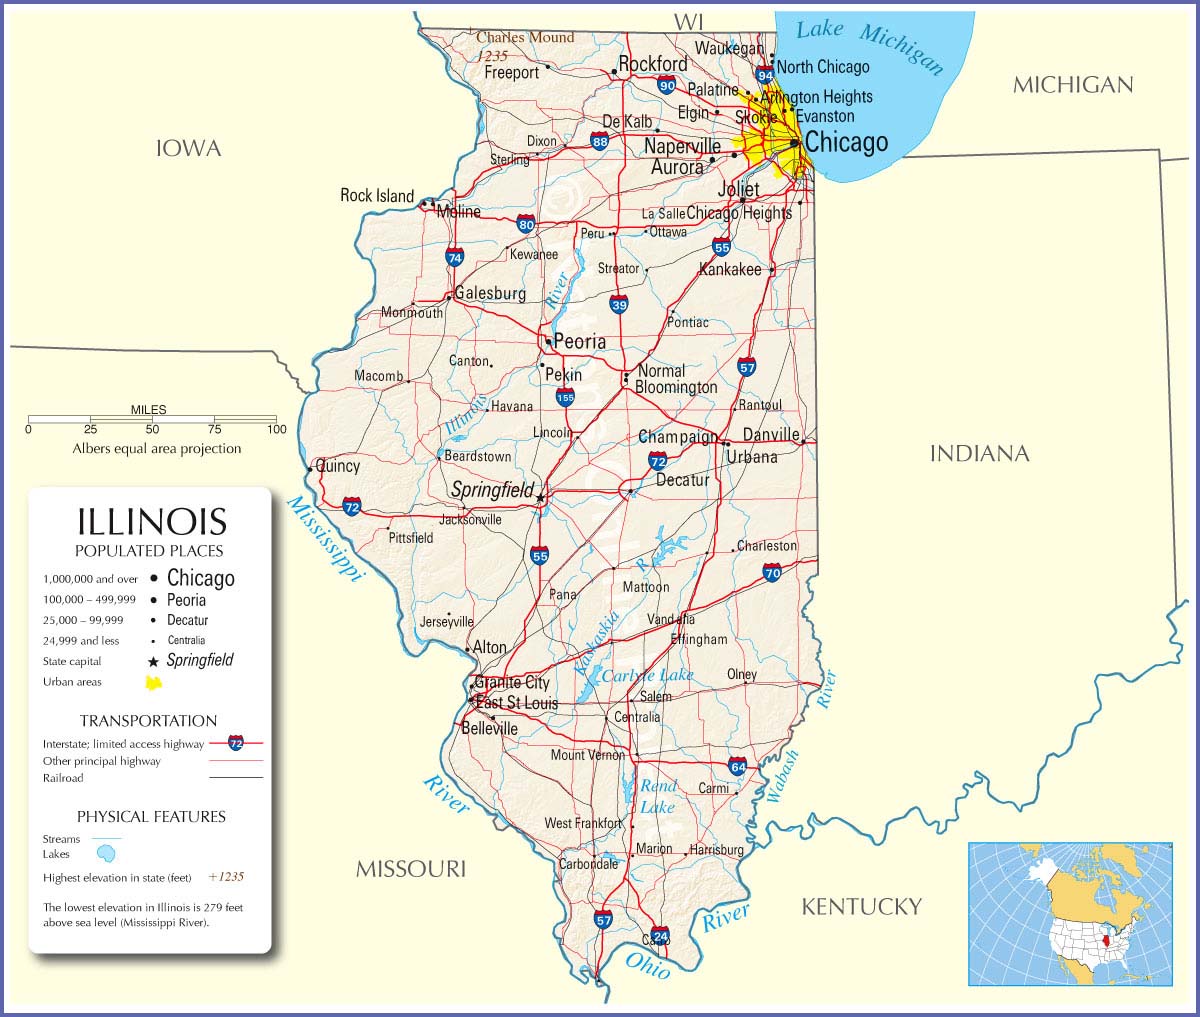 WI
Lake Michigan
MICHIGAN
IOWA
INDIANA
MISSOURI
KENTUCKY
Charles Mound
1235
Waukegan
North Chicago
94
Freeport
Rockford
90
Palatine
Arlington Heights
Elgin
Skokie
Evanston
De Kalb
Chicago
Dixon
88
Naperville
Sterling
Aurora
Joliet
Rock Island
Moline
La Salle
Chicago Heights
80
Peru
Ottawa
55
Kewanee
74
Streator
Kankakee
River
Galesburg
39
Monmouth
Pontiac
Peoria
Canton
57
Macomb
Pekin
Normal
Bloomington
155
Illinois
Havana
Rantoul
Lincoln
Champaign
Danville
Beardstown
Urbana
Quincy
72
Springfield
Decatur
72
Jacksonville
Mississippi
Pittsfield
55
R
Charleston
70
Mattoon
Pana
Jerseyville
Kaskaskia
Vandalia
Effingham
Alton
Carlyle Lake
Olney
Granite City
River
East St Louis
Salem
Belleville
Centralia
Mount Vernon
64
Wabash
River
Rend
Lake
Carmi
West Frankfort
Marion
Harrisburg
Carbondale
57
River
24
Ohio
MILES
0 25 50 75 100
Albers equal area projection
ILLINOIS
POPULATED PLACES
1,000,000 and over Chicago
100,000 – 499,999 Peoria
25,000 – 99,999 Decatur
24,999 and less Centralia
State capital Springfield
Urban areas
TRANSPORTATION
Interstate; limited access highway 72
Other principal highway
Railroad
PHYSICAL FEATURES
Streams
Lakes
Highest elevation in state (feet) +1235
The lowest elevation in Illinois is 279 feet
above sea level (Mississippi River).